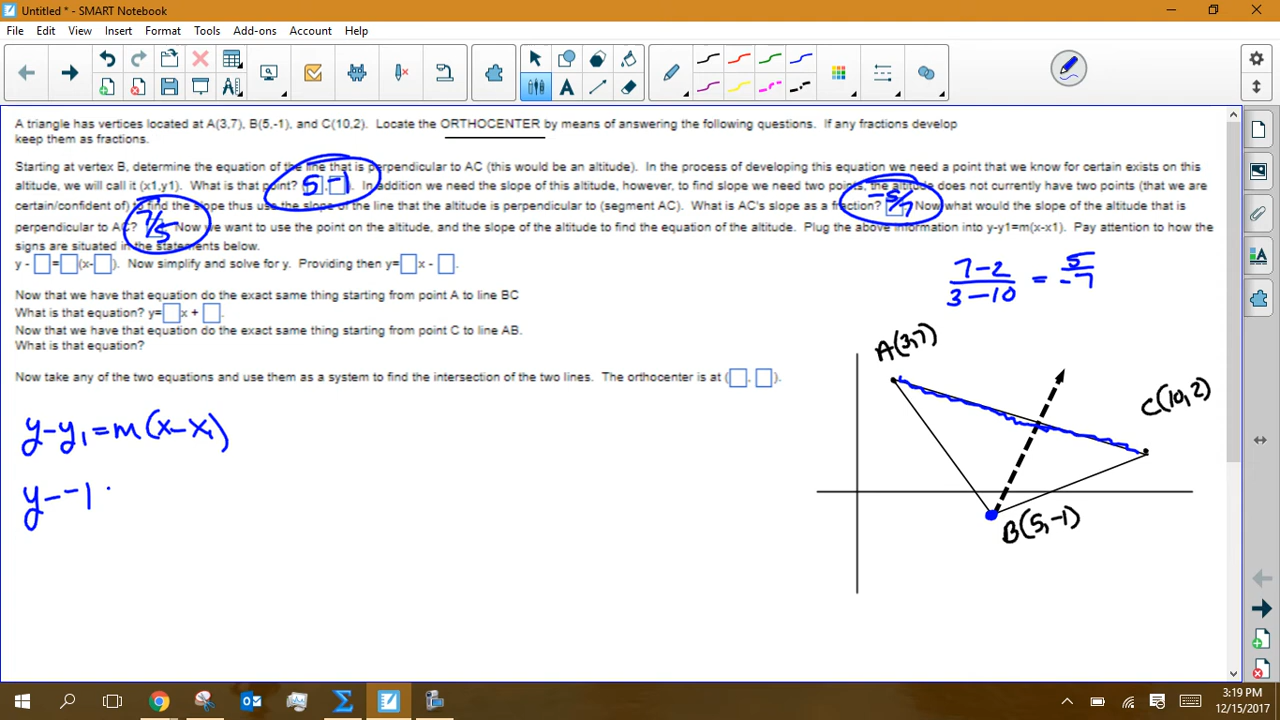 Untitled * - SMART Notebook
File Edit View Insert Format Tools Add-ons Account Help
A triangle has vertices located at A(3,7), B(5,-1), and C(10,2). Locate the ORTHOCENTER by means of answering the following questions. If any fractions develop
keep them as fractions.
Starting at vertex B, determine the equation of the line that is perpendicular to AC (this would be an altitude). In the process of developing this equation we need a point that we know for certain exists on this
altitude, we will call it (x1,y1). What is that point? (5, -1). In addition we need the slope of this altitude, however, to find slope we need two points, the altitude does not currently have two points (that we are
certain/confident of) to find the slope thus use the slope of the line that the altitude is perpendicular to (segment AC). What is AC's slope as a fraction? -5/7 Now what would the slope of the altitude that is
perpendicular to AC? 7/5 Now we want to use the point on the altitude, and the slope of the altitude to find the equation of the altitude. Plug the above information into y-y1=m(x-x1). Pay attention to how the
signs are situated in the statements below.
y - =(x-). Now simplify and solve for y. Providing then y=x - .
7-2
3-10
=
5
-7
Now that we have that equation do the exact same thing starting from point A to line BC
What is that equation? y=x + .
Now that we have that equation do the exact same thing starting from point C to line AB.
What is that equation?
A(3,7)
Now take any of the two equations and use them as a system to find the intersection of the two lines. The orthocenter is at (, ).
C(10,2)
y-y1=m(x-x1)
y--1
B(5,-1)
3:19 PM
12/15/2017